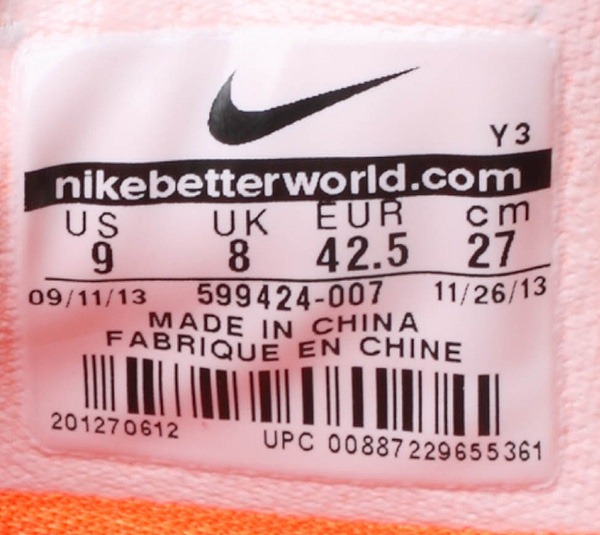 Y3
nikebetterworld.com
US UK EUR cm
9 8 42.5 27
09/11/13 599424-007 11/26/13
MADE IN CHINA
FABRIQUE EN CHINE
201270612 UPC 00887229655361